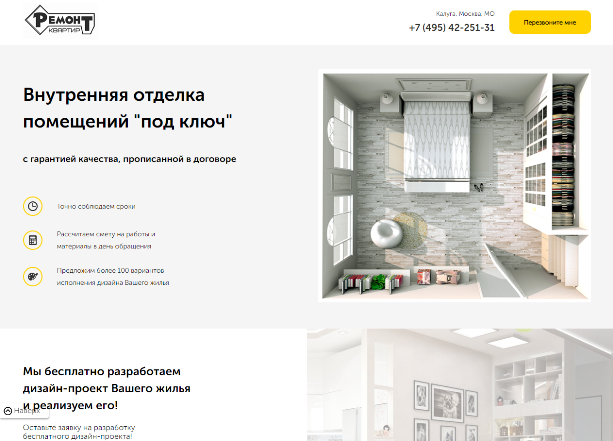 Ремонт
КВАРТИР
Калуга, Москва, МО
+7 (495) 42-251-31
Перезвоните мне
Внутренняя отделка
помещений "под ключ"
с гарантией качества, прописанной в договоре
Точно соблюдаем сроки
Рассчитаем смету на работы и
материалы в день обращения
Предложим более 100 вариантов
исполнения дизайна Вашего жилья
Мы бесплатно разработаем
дизайн-проект Вашего жилья
и реализуем его!
Наверх
Оставьте заявку на разработку
бесплатного дизайн-проекта!